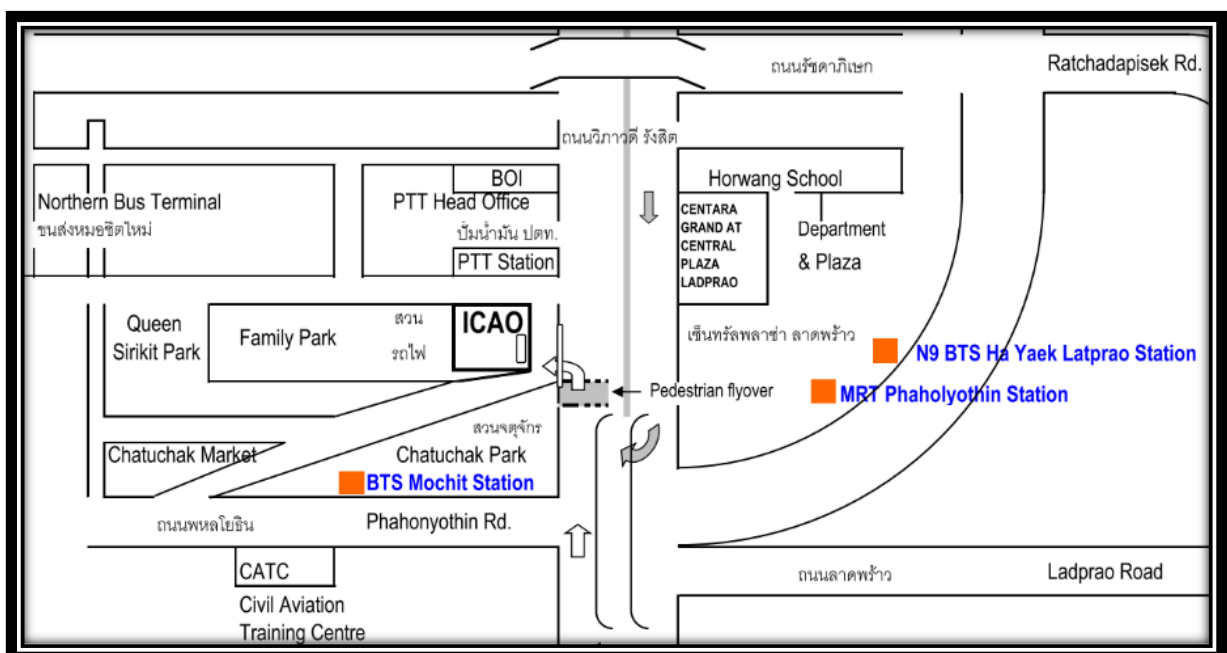 ถนนรัชดาภิเษก
Ratchadapisek Rd.
ถนนวิภาวดี รังสิต
BOI
Horwang School
Northern Bus Terminal
ขนส่งหมอชิตใหม่
PTT Head Office
ปั๊มน้ำมัน ปตท.
PTT Station
CENTARA
GRAND AT
CENTRAL
PLAZA
LADPRAO
Department
& Plaza
Queen
Sirikit Park
Family Park
สวน
รถไฟ
ICAO
เซ็นทรัลพลาซ่า ลาดพร้าว
N9 BTS Ha Yaek Latprao Station
Pedestrian flyover
MRT Phaholyothin Station
สวนจตุจักร
Chatuchak Market
Chatuchak Park
BTS Mochit Station
ถนนพหลโยธิน
Phahonyothin Rd.
CATC
Civil Aviation
Training Centre
ถนนลาดพร้าว
Ladprao Road